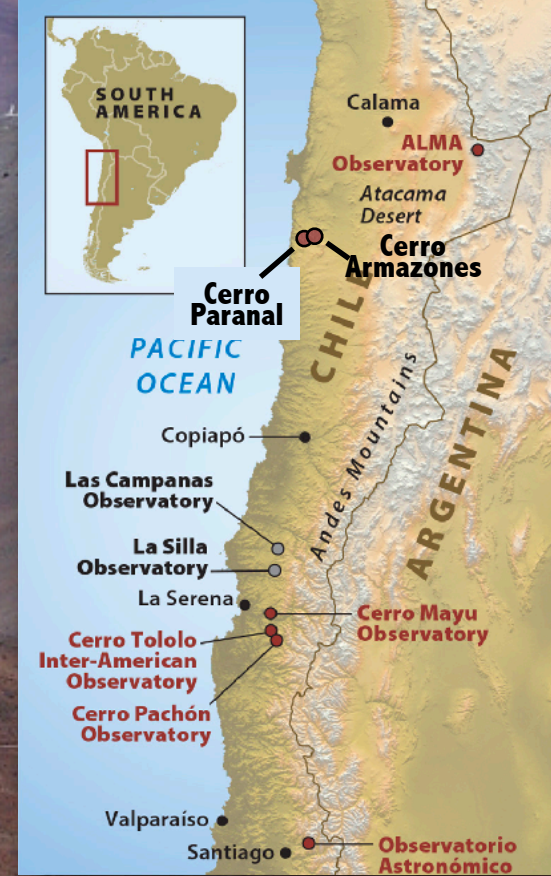 SOUTH
AMERICA
Calama
ALMA
Observatory
Atacama
Desert
Cerro
Armazones
Cerro
Paranal
CHILE
PACIFIC
OCEAN
Andes Mountains
ARGENTINA
Copiapó
Las Campanas
Observatory
La Silla
Observatory
La Serena
Cerro Mayu
Observatory
Cerro Tololo
Inter-American
Observatory
Cerro Pachón
Observatory
Valparaíso
Santiago
Observatorio
Astronómico